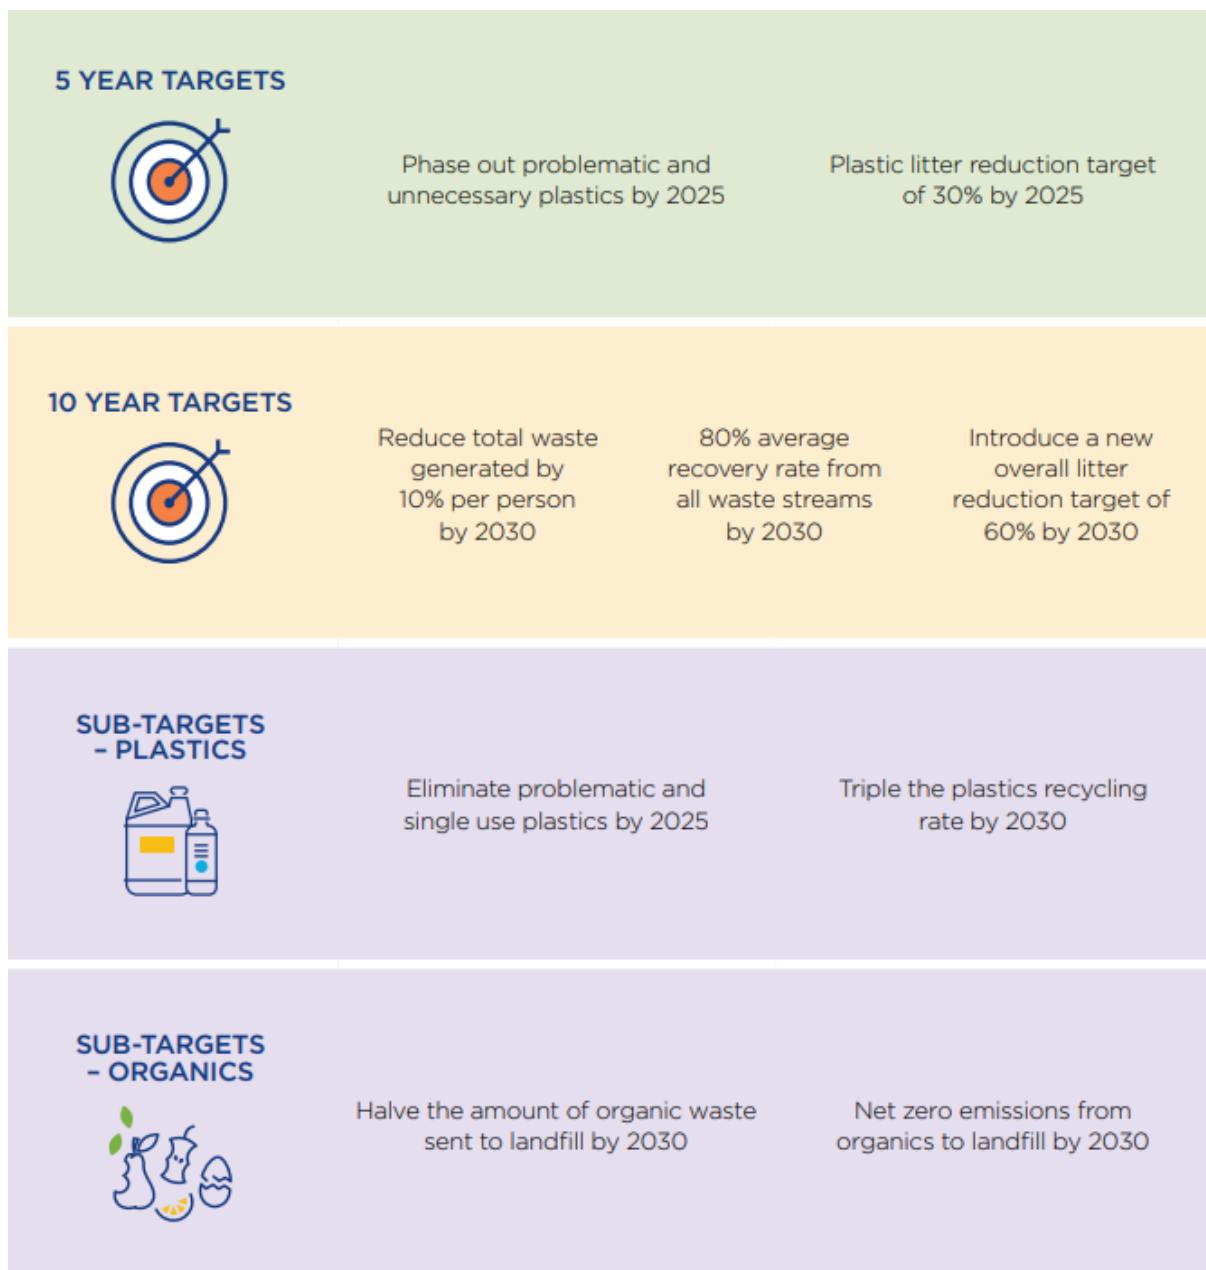 5 YEAR TARGETS
Phase out problematic and
unnecessary plastics by 2025
Plastic litter reduction target
of 30% by 2025
10 YEAR TARGETS
Reduce total waste
generated by
10% per person
by 2030
80% average
recovery rate from
all waste streams
by 2030
Introduce a new
overall litter
reduction target of
60% by 2030
SUB-TARGETS
– PLASTICS
Eliminate problematic and
single use plastics by 2025
Triple the plastics recycling
rate by 2030
SUB-TARGETS
– ORGANICS
Halve the amount of organic waste
sent to landfill by 2030
Net zero emissions from
organics to landfill by 2030